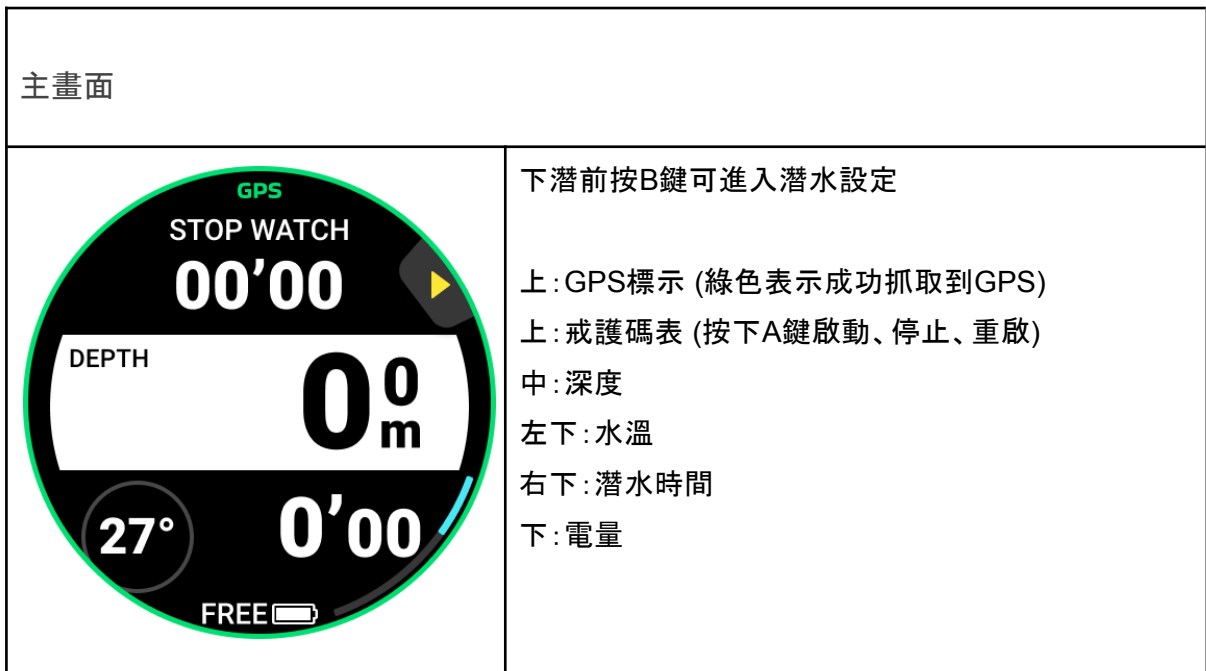 主畫面
GPS
STOP WATCH
00’00
DEPTH
0 0 m
27°
0’00
FREE
下潛前按B鍵可進入潛水設定
上:GPS標示 (綠色表示成功抓取到GPS)
上:戒護碼表 (按下A鍵啟動、停止、重啟)
中:深度
左下:水溫
右下:潛水時間
下:電量